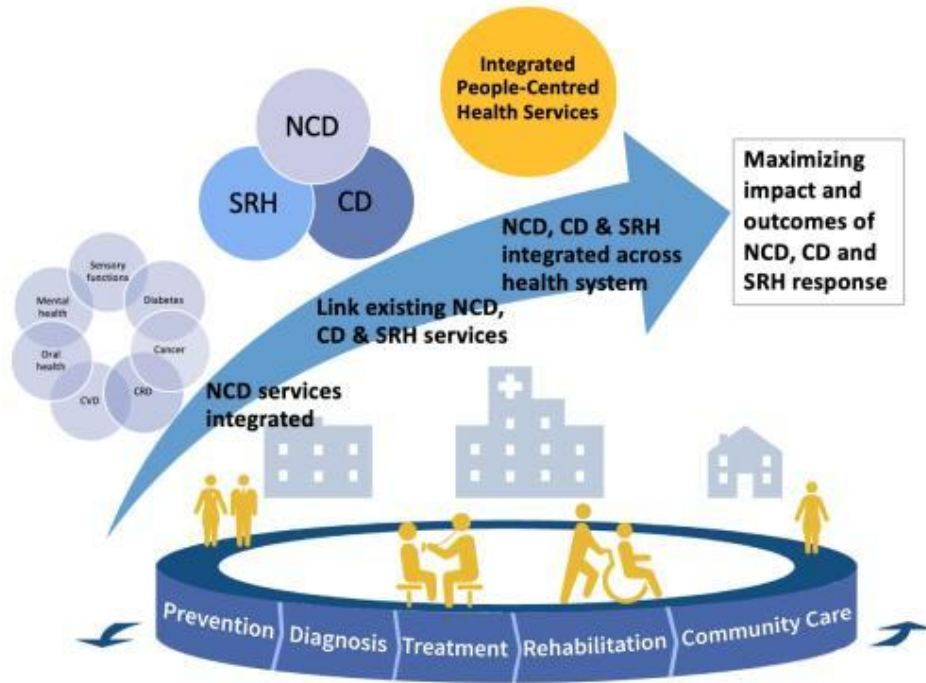 Integrated
People-Centred
Health Services
NCD
SRH
CD
Maximizing
impact and
outcomes of
NCD, CD and
SRH response
NCD, CD & SRH
integrated across
health system
Link existing NCD,
CD & SRH services
NCD services
integrated
Sensory
functions
Mental
health
Diabetes
Oral
health
Cancer
CVD
CRD
Prevention
Diagnosis
Treatment
Rehabilitation
Community Care